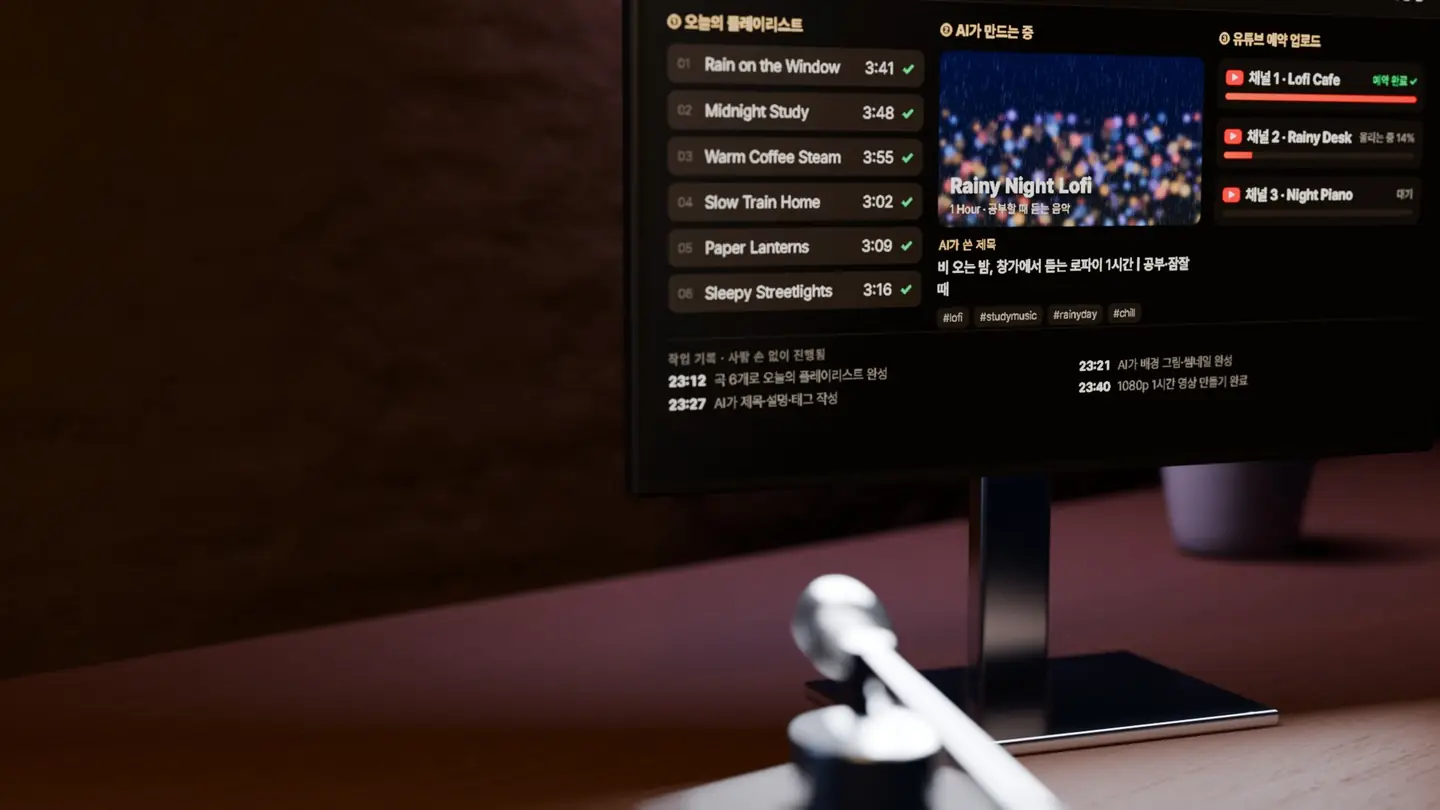 ① 오늘의 플레이리스트
01 Rain on the Window 3:41
02 Midnight Study 3:48
03 Warm Coffee Steam 3:55
04 Slow Train Home 3:02
05 Paper Lanterns 3:09
06 Sleepy Streetlights 3:16
② AI가 만드는 중
Rainy Night Lofi
1 Hour · 공부할 때 듣는 음악
AI가 쓴 제목
비 오는 밤, 창가에서 듣는 로파이 1시간 | 공부·잠잘
때
#lofi #studymusic #rainyday #chill
③ 유튜브 예약 업로드
채널 1 · Lofi Cafe 예약 완료
채널 2 · Rainy Desk 올리는 중 14%
채널 3 · Night Piano 대기
작업 기록 · 사람 손 없이 진행됨
23:12 곡 6개로 오늘의 플레이리스트 완성
23:21 AI가 배경 그림·썸네일 완성
23:27 AI가 제목·설명·태그 작성
23:40 1080p 1시간 영상 만들기 완료